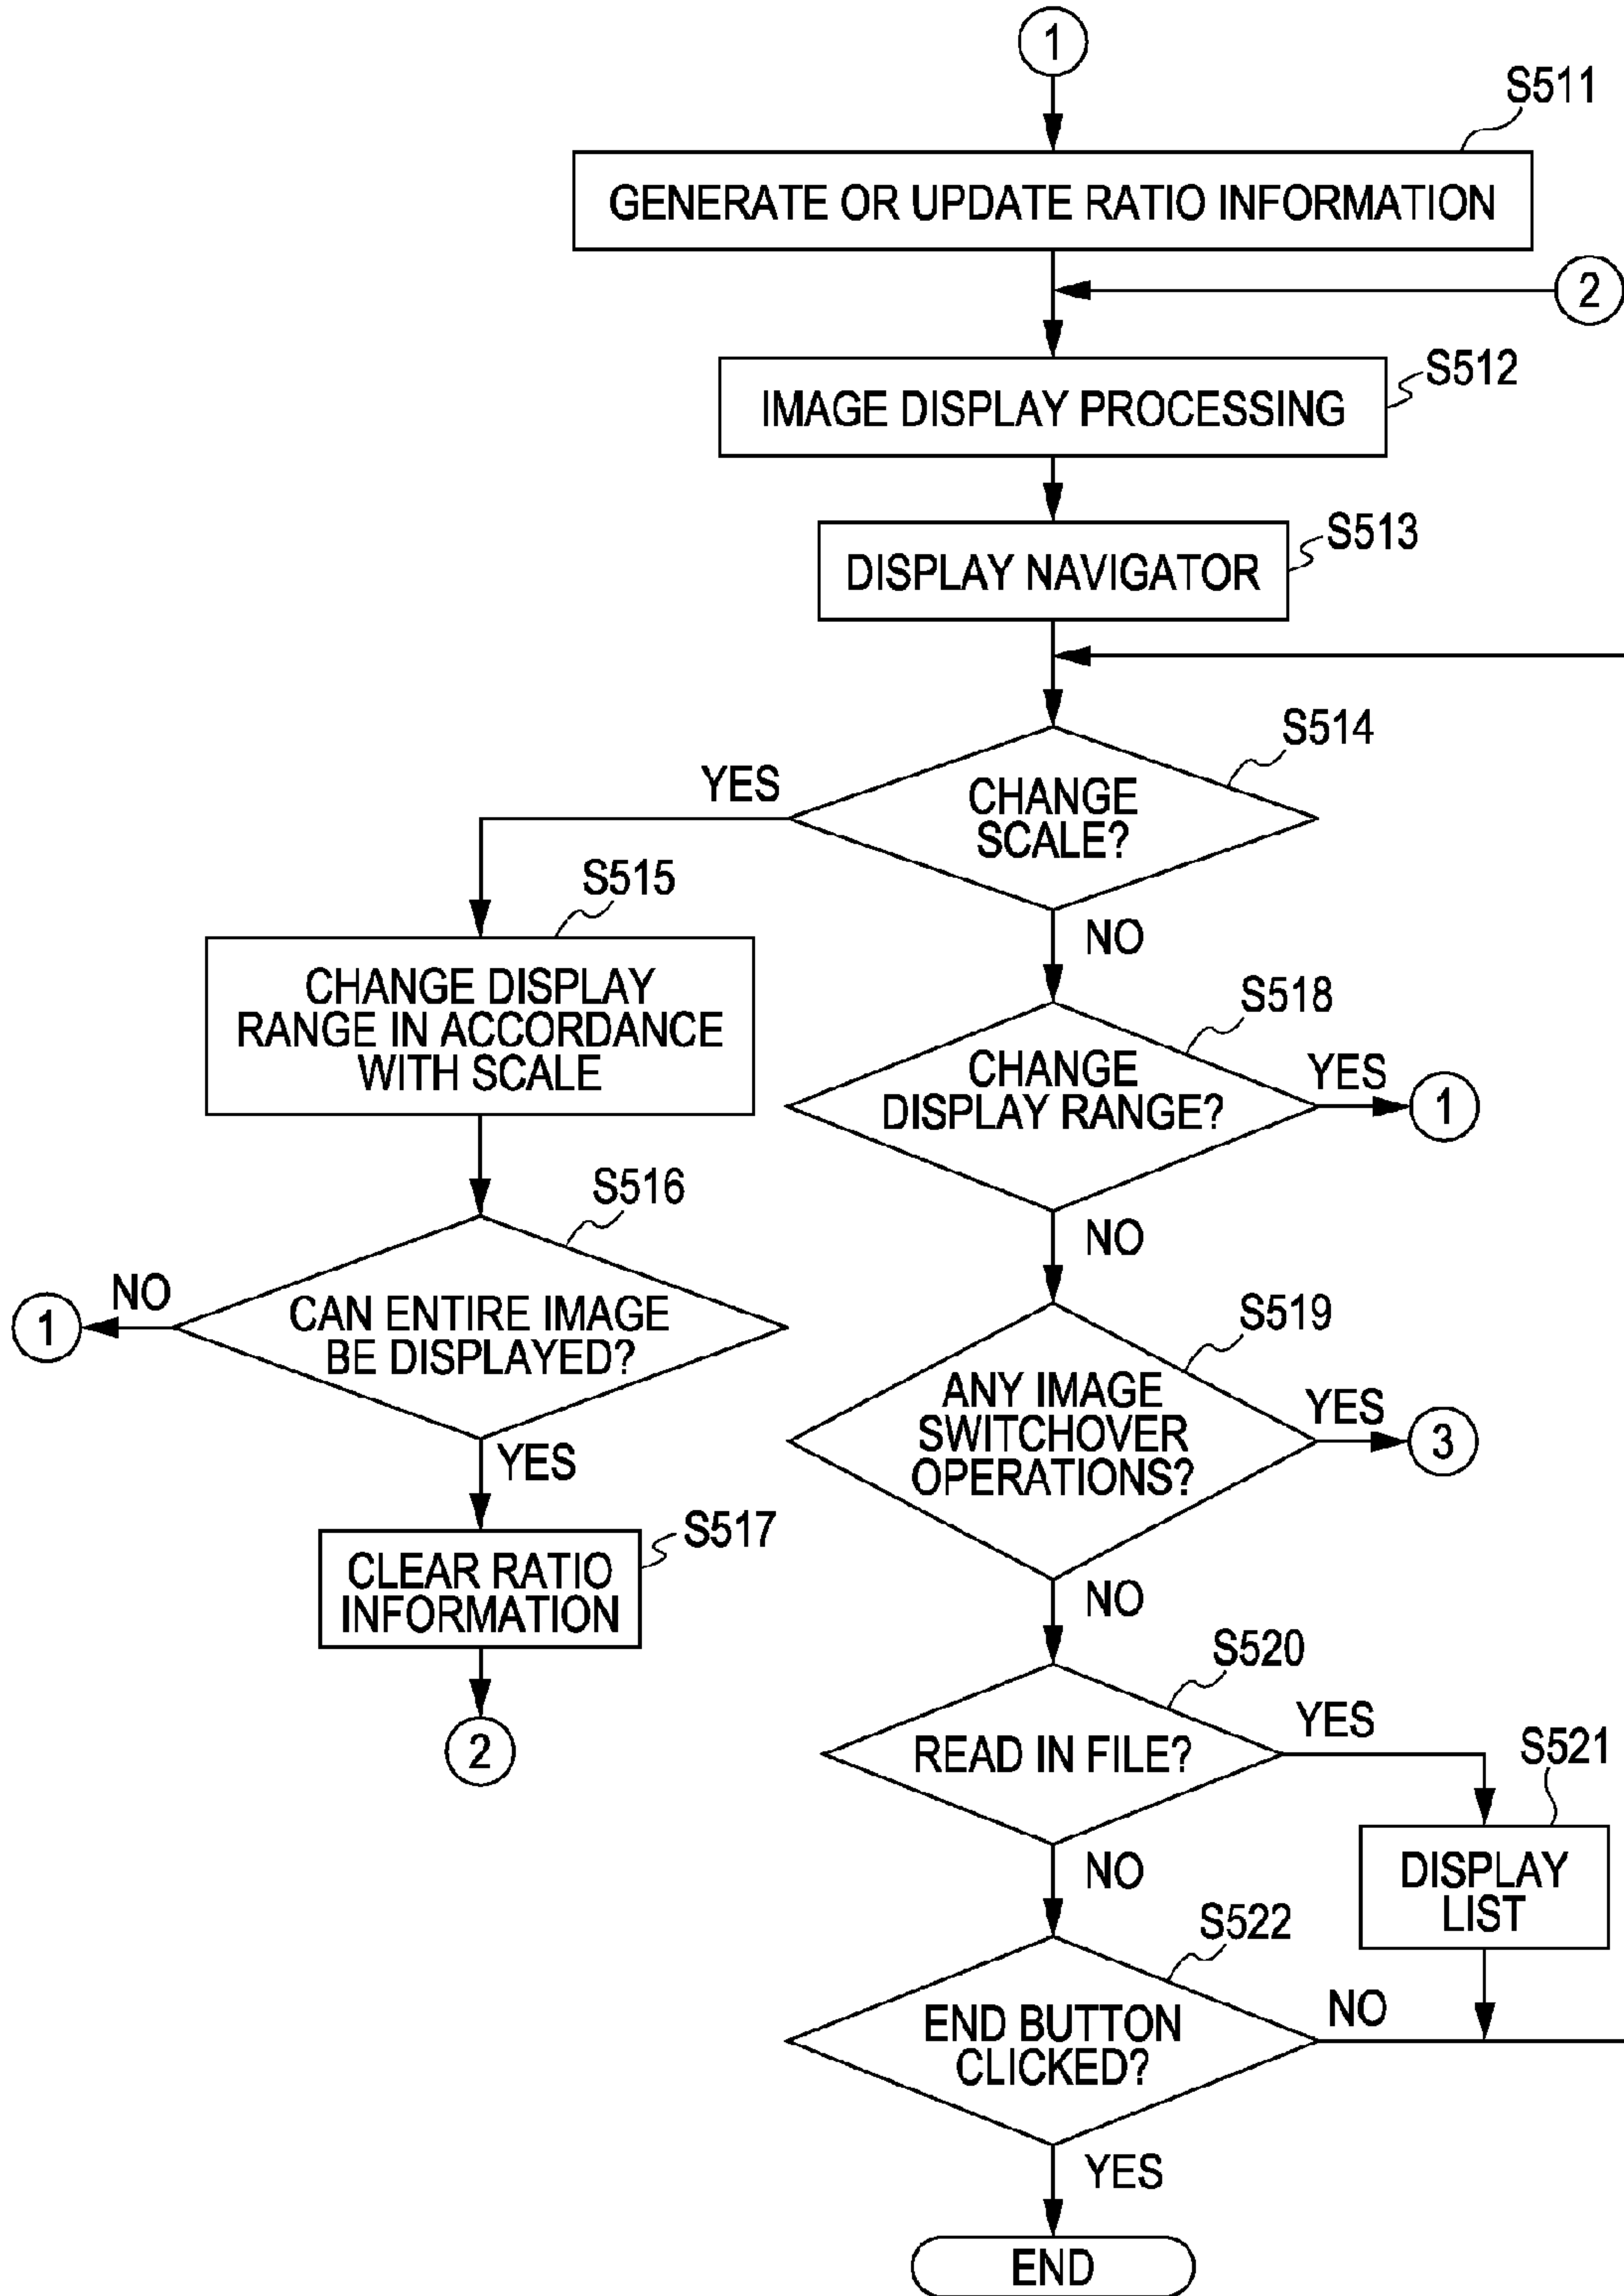 1
S511
GENERATE OR UPDATE RATIO INFORMATION
2
S512
IMAGE DISPLAY PROCESSING
S513
DISPLAY NAVIGATOR
S514
YES
CHANGE
SCALE?
NO
S515
CHANGE DISPLAY
RANGE IN ACCORDANCE
WITH SCALE
S516
NO
1
CAN ENTIRE IMAGE
BE DISPLAYED?
YES
S517
CLEAR RATIO
INFORMATION
2
S518
CHANGE
DISPLAY RANGE?
YES
1
NO
S519
ANY IMAGE
SWITCHOVER
OPERATIONS?
YES
3
NO
S520
READ IN FILE?
YES
S521
DISPLAY
LIST
NO
S522
END BUTTON
CLICKED?
NO
YES
END